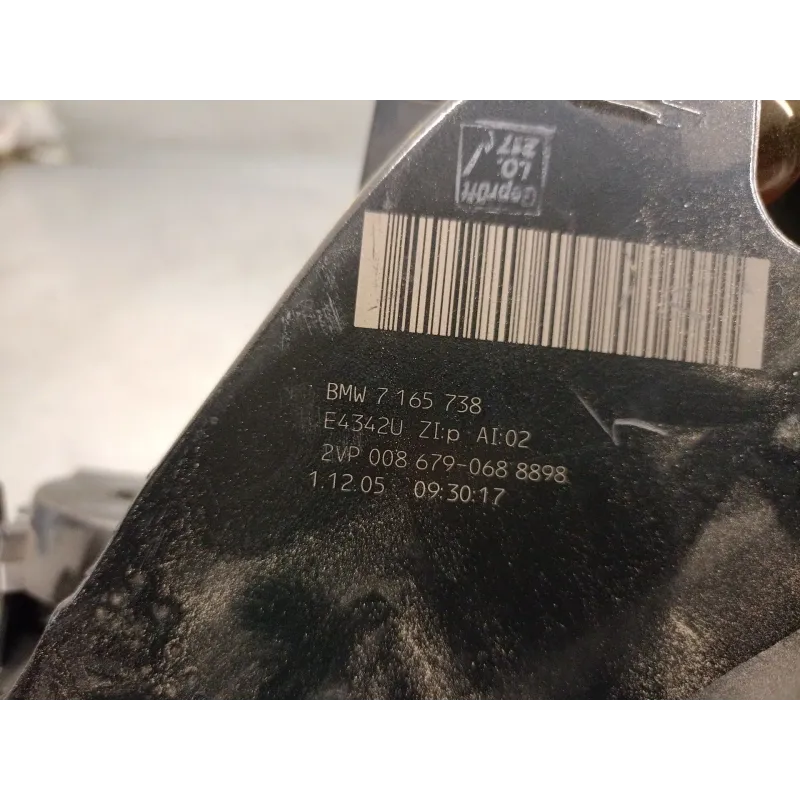 Geprüft
LO.
217
BMW 7 165 738
E4342U ZI:p AI:02
2VP 008 679-068 8898
1.12.05 09:30:17